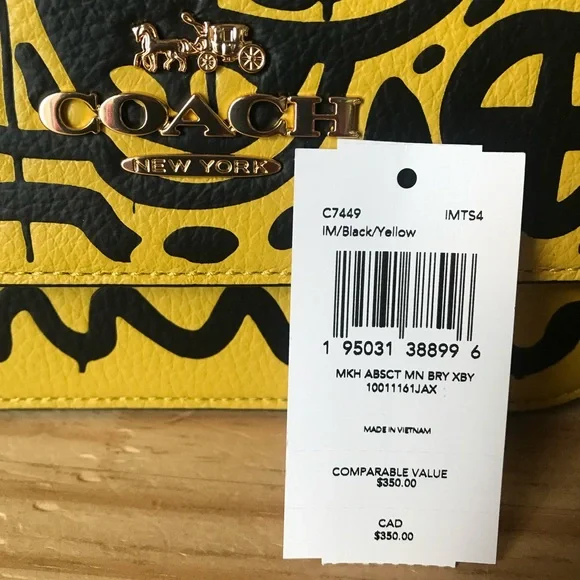 COACH
NEW YORK
C7449 IMTS4
IM/Black/Yellow
1 95031 38899 6
MKH ABSCT MN BRY XBY
10011161JAX
MADE IN VIETNAM
COMPARABLE VALUE
$350.00
CAD
$350.00